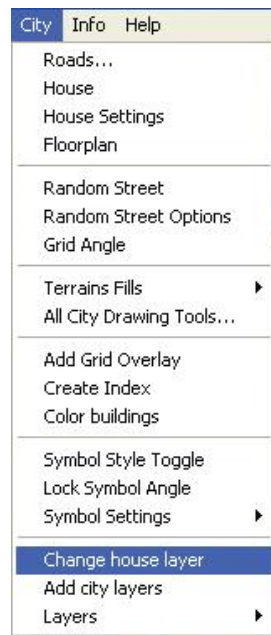 City Info Help
Roads...
House
House Settings
Floorplan
Random Street
Random Street Options
Grid Angle
Terrains Fills
All City Drawing Tools...
Add Grid Overlay
Create Index
Color buildings
Symbol Style Toggle
Lock Symbol Angle
Symbol Settings
Change house layer
Add city layers
Layers